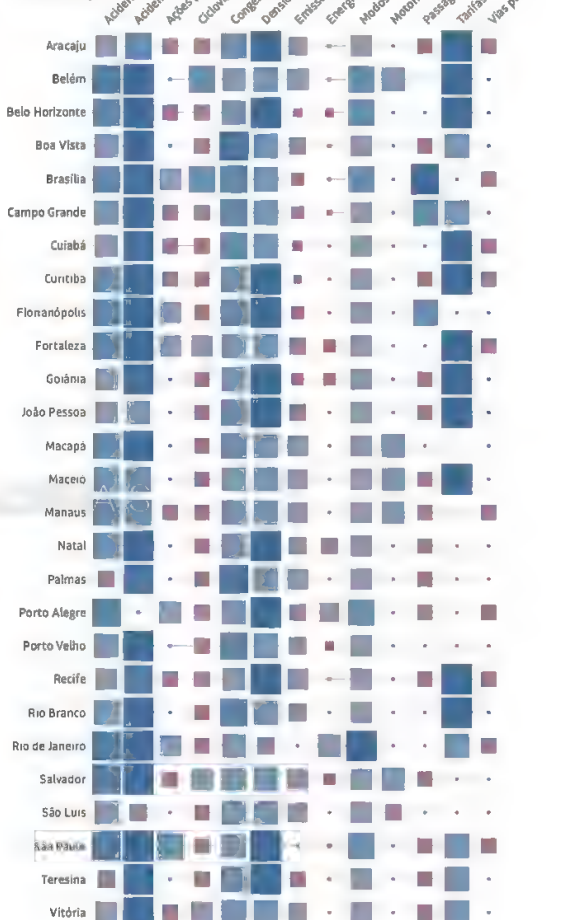 Aracaju
Belém
Belo Horizonte
Boa Vista
Brasília
Campo Grande
Cuiabá
Curitiba
Florianópolis
Fortaleza
Goiânia
João Pessoa
Macapá
Maceió
Manaus
Natal
Palmas
Porto Alegre
Porto Velho
Recife
Rio Branco
Rio de Janeiro
Salvador
São Luís
São Paulo
Teresina
Vitória